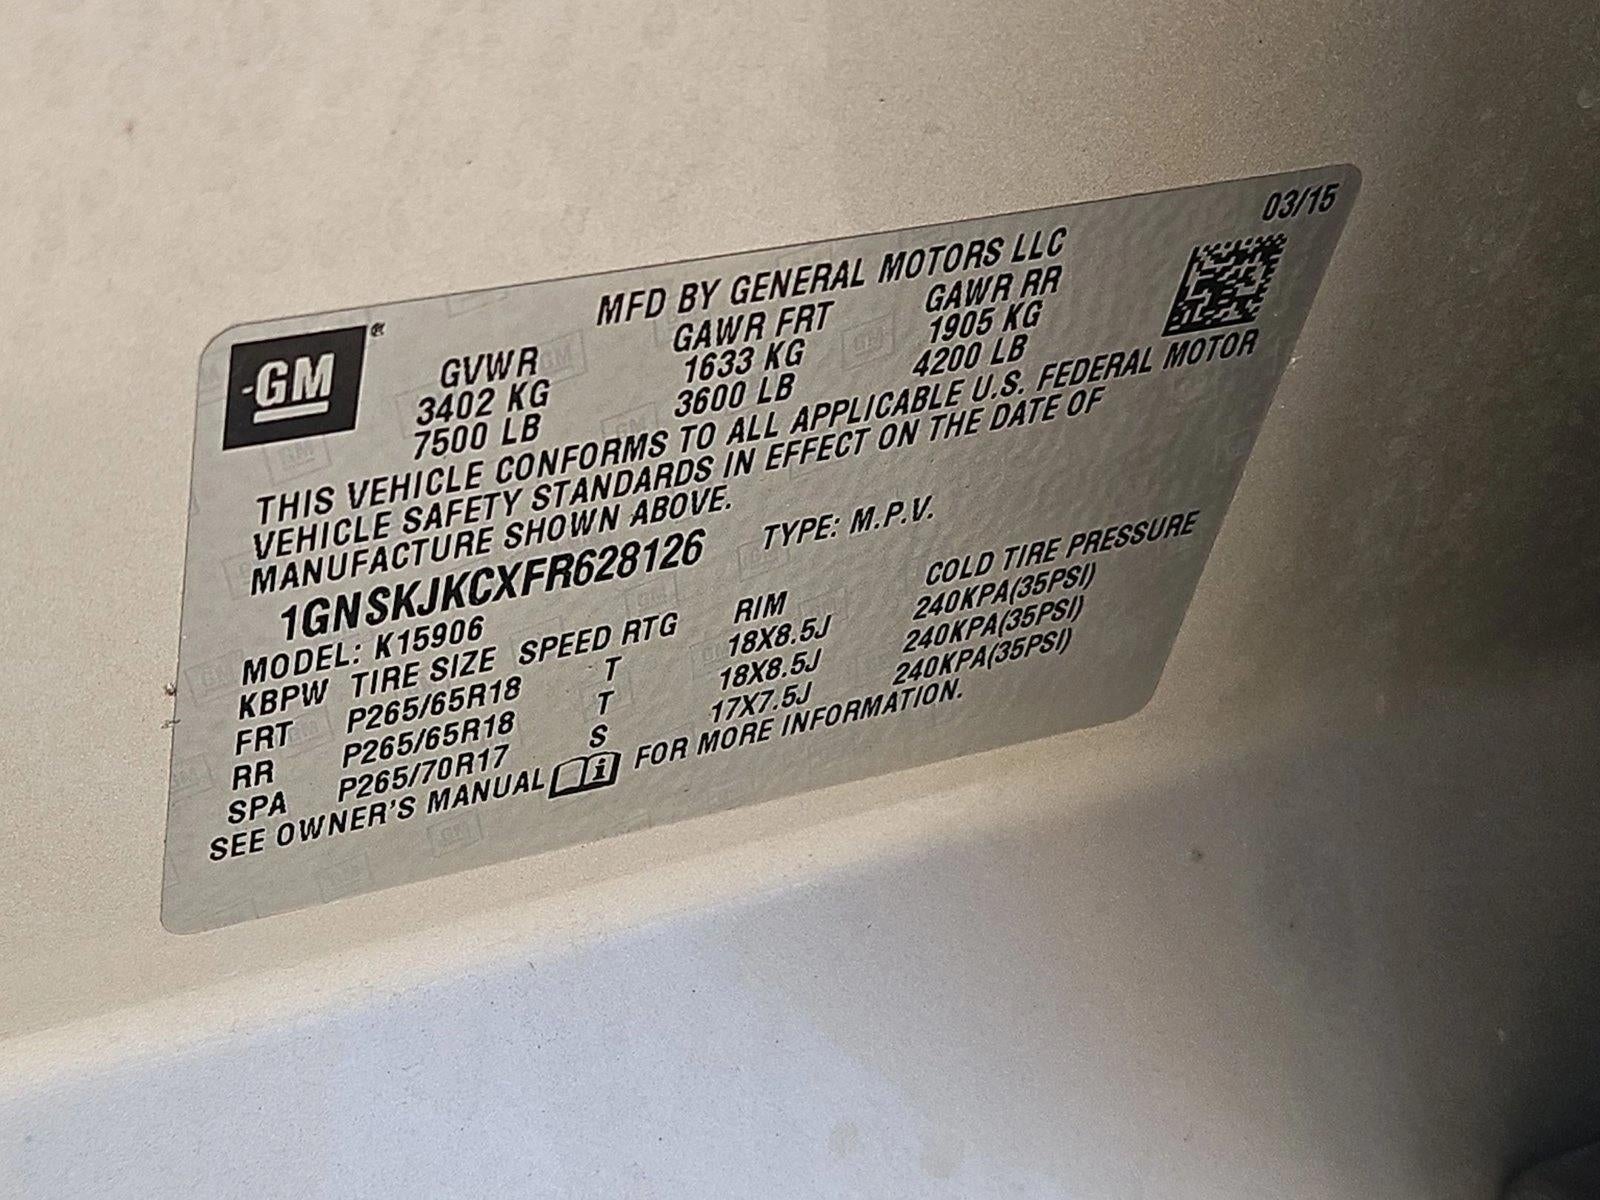 03/15
MFD BY GENERAL MOTORS LLC
GM ®
GVWR GAWR FRT GAWR RR
3402 KG 1633 KG 1905 KG
7500 LB 3600 LB 4200 LB
THIS VEHICLE CONFORMS TO ALL APPLICABLE U.S. FEDERAL MOTOR
VEHICLE SAFETY STANDARDS IN EFFECT ON THE DATE OF
MANUFACTURE SHOWN ABOVE.
1GNSKJKCXFR628126 TYPE: M.P.V.
MODEL: K15906
KBPW TIRE SIZE SPEED RTG RIM COLD TIRE PRESSURE
FRT P265/65R18 T 18X8.5J 240KPA(35PSI)
RR P265/65R18 T 18X8.5J 240KPA(35PSI)
SPA P265/70R17 S 17X7.5J 240KPA(35PSI)
SEE OWNER'S MANUAL FOR MORE INFORMATION.